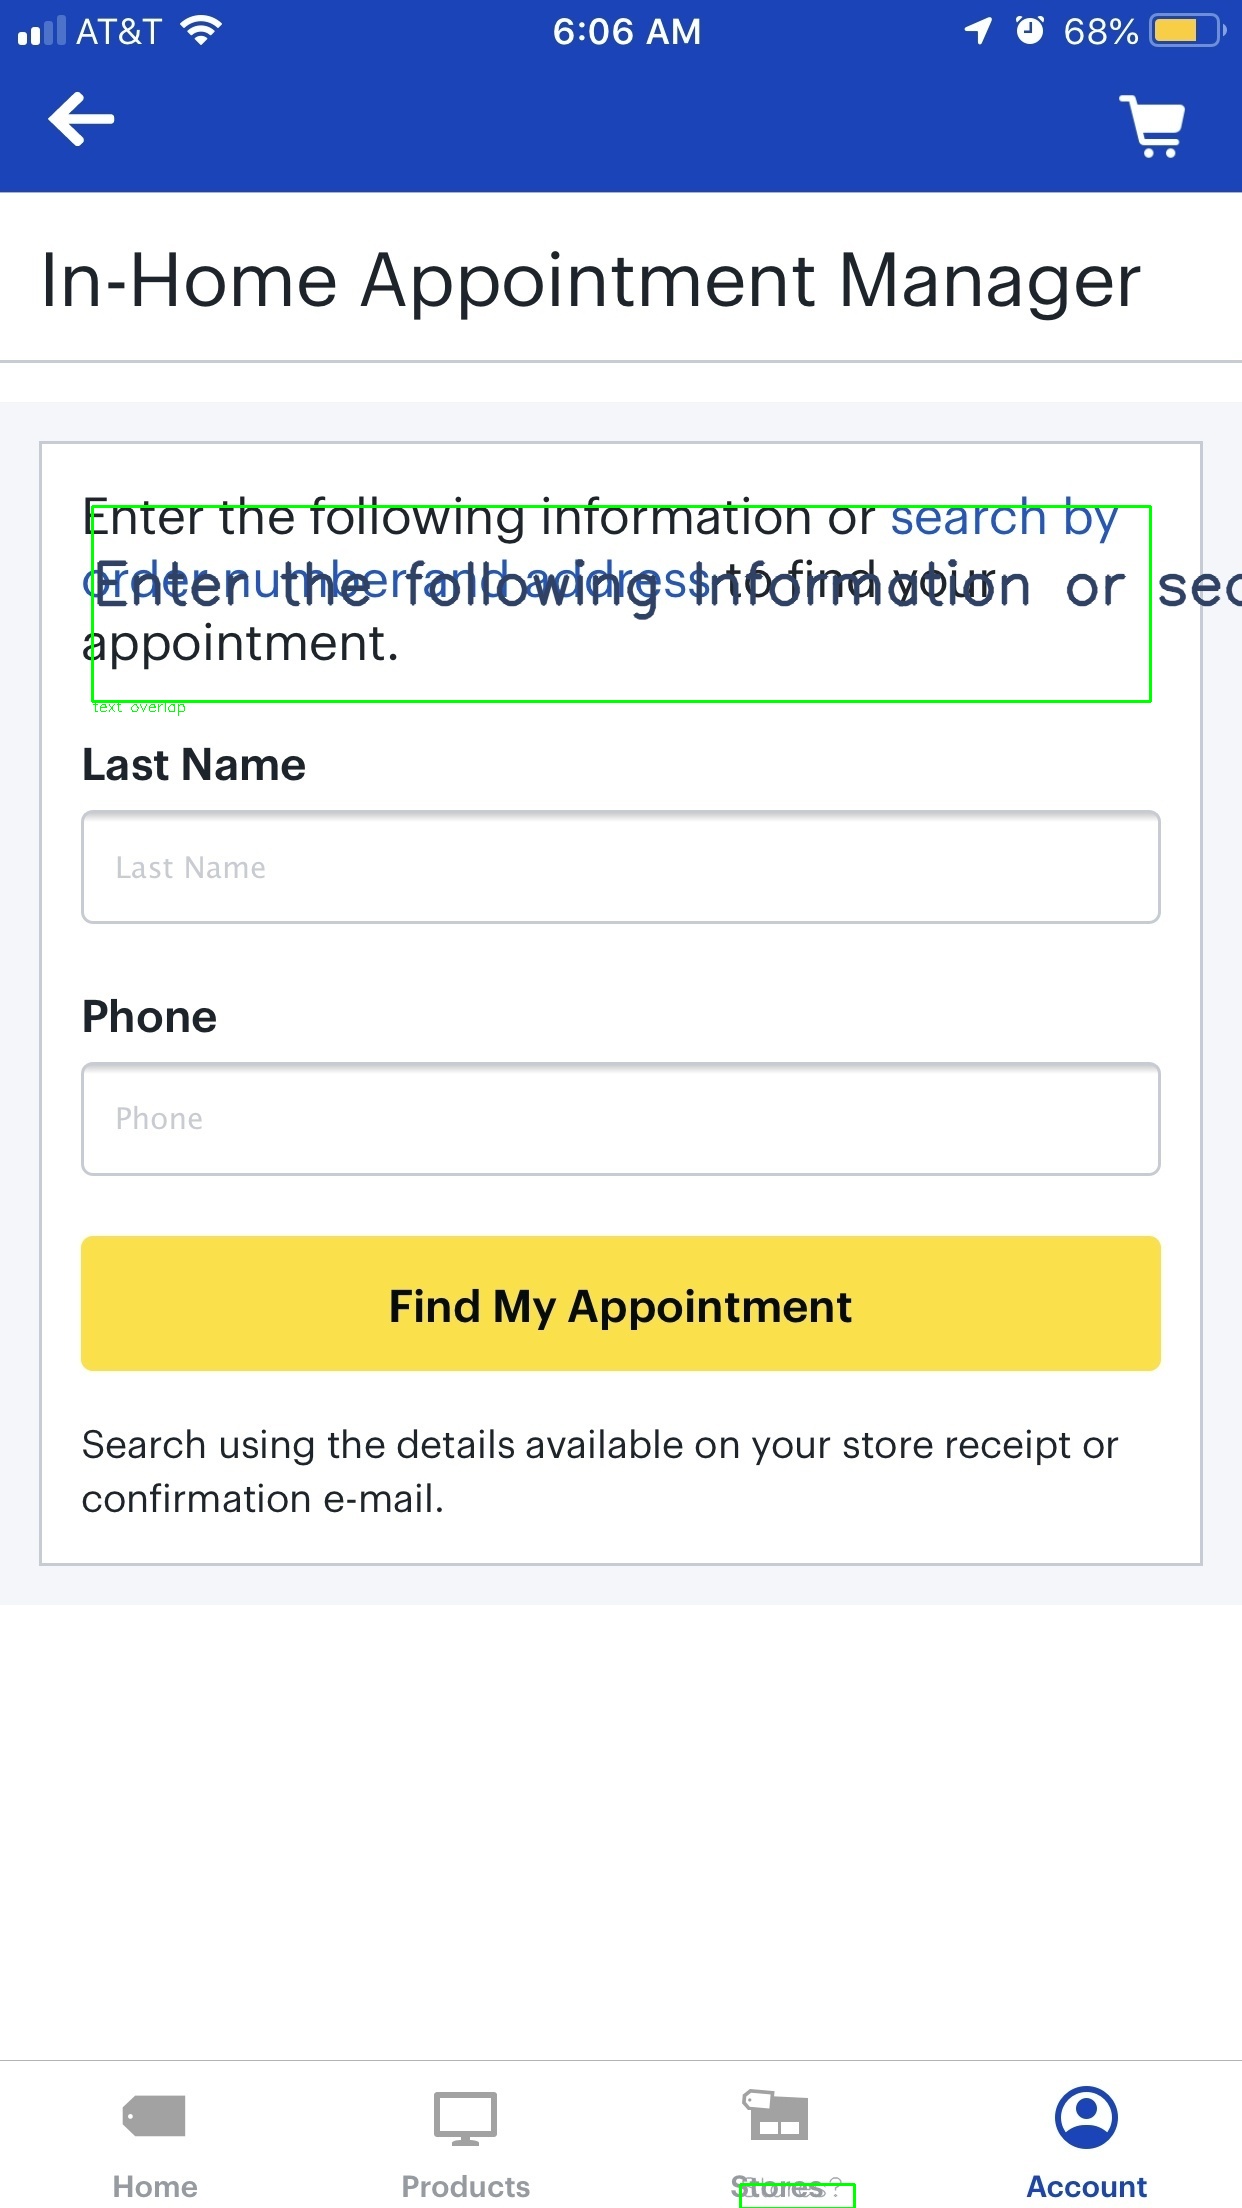 AT&T 6:06 AM 68%
In-Home Appointment Manager
Enter the following information or search by
order number and address to find your
Enter the following Information or sec
appointment.
text overlap
Last Name
Last Name
Phone
Phone
Find My Appointment
Search using the details available on your store receipt or
confirmation e-mail.
Home Products Stores Account